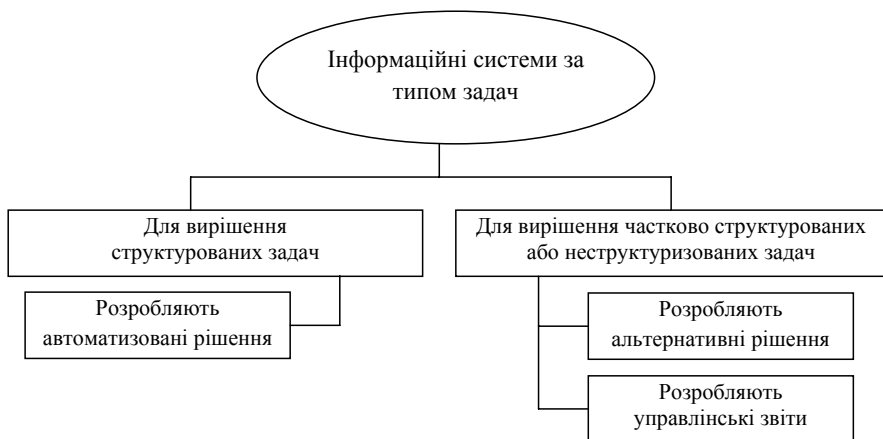 Інформаційні системи за
типом задач
Для вирішення
структурованих задач
Для вирішення частково структурованих
або неструктуризованих задач
Розробляють
автоматизовані рішення
Розробляють
альтернативні рішення
Розробляють
управлінські звіти